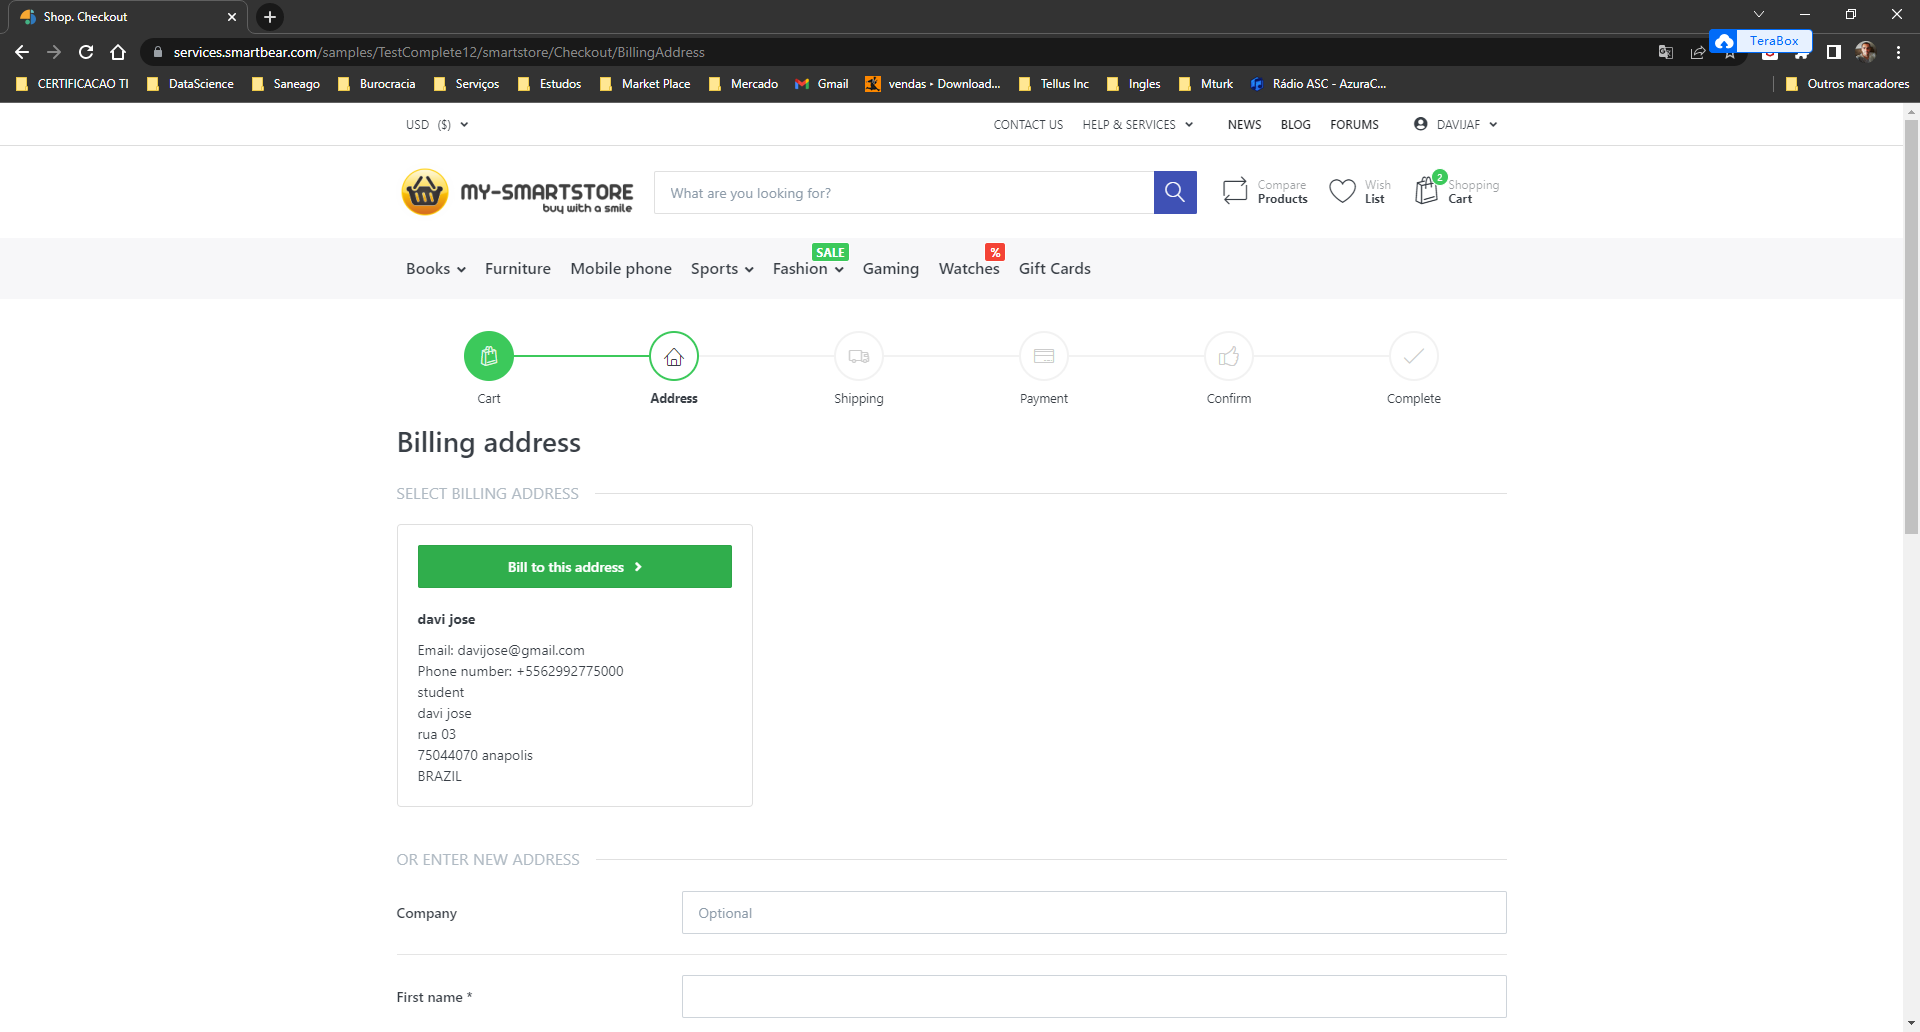 Shop. Checkout
services.smartbear.com/samples/TestComplete12/smartstore/Checkout/BillingAddress
TeraBox
CERTIFICACAO TI
DataScience
Saneago
Burocracia
Serviços
Estudos
Market Place
Mercado
Gmail
vendas ‣ Download...
Tellus Inc
Ingles
Mturk
Rádio ASC - AzuraC...
Outros marcadores
USD ($)
CONTACT US
HELP & SERVICES
NEWS
BLOG
FORUMS
DAVIJAF
MY-SMARTSTORE
buy with a smile
What are you looking for?
Compare
Products
Wish
List
2
Shopping
Cart
Books
Furniture
Mobile phone
Sports
SALE
Fashion
Gaming
%
Watches
Gift Cards
Cart
Address
Shipping
Payment
Confirm
Complete
Billing address
SELECT BILLING ADDRESS
Bill to this address
davi jose
Email: davijose@gmail.com
Phone number: +5562992775000
student
davi jose
rua 03
75044070 anapolis
BRAZIL
OR ENTER NEW ADDRESS
Company
Optional
First name *